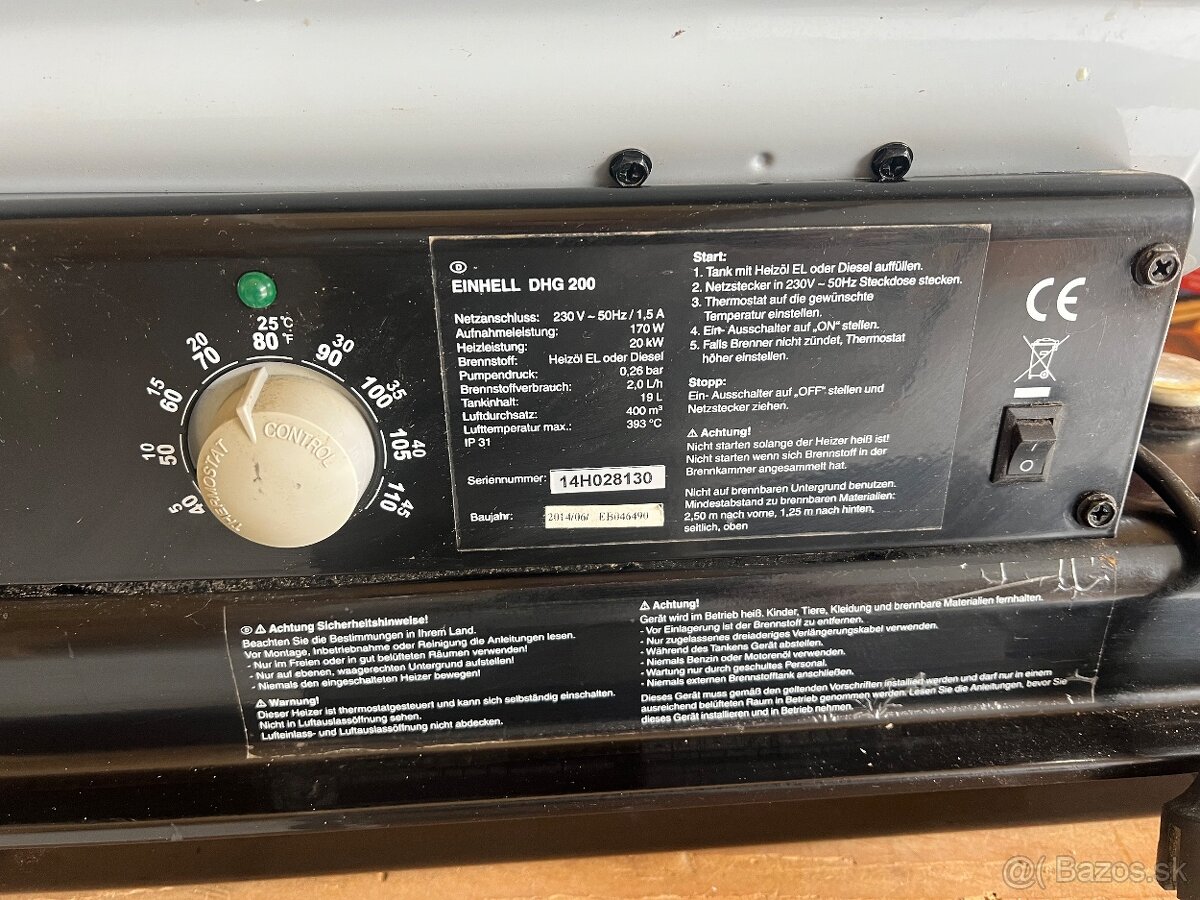 25 °C
80 °F
20
70
30
90
15
60
35
100
10
50
40
105
5
40
45
110
THERMOSTAT CONTROL
D
EINHELL DHG 200
Netzanschluss: 230 V ~ 50Hz / 1,5 A
Aufnahmeleistung: 170 W
Heizleistung: 20 kW
Brennstoff: Heizöl EL oder Diesel
Pumpendruck: 0,26 bar
Brennstoffverbrauch: 2,0 L/h
Tankinhalt: 19 L
Luftdurchsatz: 400 m³
Lufttemperatur max.: 393 °C
IP 31
Seriennummer: 14H028130
Baujahr: 2014/06/ EB046490
Start:
1. Tank mit Heizöl EL oder Diesel auffüllen.
2. Netzstecker in 230V ~ 50Hz Steckdose stecken.
3. Thermostat auf die gewünschte
Temperatur einstellen.
4. Ein- Ausschalter auf „ON“ stellen.
5. Falls Brenner nicht zündet, Thermostat
höher einstellen.
Stopp:
Ein- Ausschalter auf „OFF“ stellen und
Netzstecker ziehen.
⚠ Achtung!
Nicht starten solange der Heizer heiß ist!
Nicht starten wenn sich Brennstoff in der
Brennkammer angesammelt hat.
Nicht auf brennbaren Untergrund benutzen.
Mindestabstand zu brennbaren Materialien:
2,50 m nach vorne, 1,25 m nach hinten,
seitlich, oben
CE
I
O
D ⚠ Achtung Sicherheitshinweise!
Beachten Sie die Bestimmungen in Ihrem Land.
Vor Montage, Inbetriebnahme oder Reinigung die Anleitungen lesen.
- Nur im Freien oder in gut belüfteten Räumen verwenden!
- Nur auf ebenen, waagerechten Untergrund aufstellen!
- Niemals den eingeschalteten Heizer bewegen!
⚠ Warnung!
Dieser Heizer ist thermostatgesteuert und kann sich selbständig einschalten.
Nicht in Luftauslassöffnung sehen.
Lufteinlass- und Luftauslassöffnung nicht abdecken.
⚠ Achtung!
Gerät wird im Betrieb heiß, Kinder, Tiere, Kleidung und brennbare Materialien fernhalten.
- Vor Einlagerung ist der Brennstoff zu entfernen.
- Nur zugelassenes dreiadriges Verlängerungskabel verwenden.
- Während des Tankens Gerät abstellen.
- Niemals Benzin oder Motorenöl verwenden.
- Wartung nur durch geschultes Personal.
- Niemals externen Brennstofftank anschließen.
Dieses Gerät muss gemäß den geltenden Vorschriften installiert werden und darf nur in einem
ausreichend belüfteten Raum in Betrieb genommen werden. Lesen Sie die Anleitungen, bevor Sie
dieses Gerät installieren und in Betrieb nehmen.
Bazos.sk